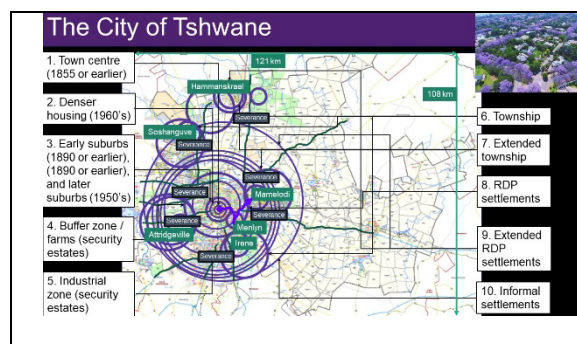 The City of Tshwane
1. Town centre
(1855 or earlier)
2. Denser
housing (1960's)
3. Early suburbs
(1890 or earlier),
(1890 or earlier),
and later
suburbs (1950's)
4. Buffer zone /
farms (security
estates)
5. Industrial
zone (security
estates)
121 km
108 km
Hammanskraal
Severance
Soshanguve
Severance
Severance
Severance
Mamelodi
Severance
Severance
Attridgeville
Menlyn
Irene
Severance
6. Township
7. Extended
township
8. RDP
settlements
9. Extended
RDP
settlements
10. Informal
settlements